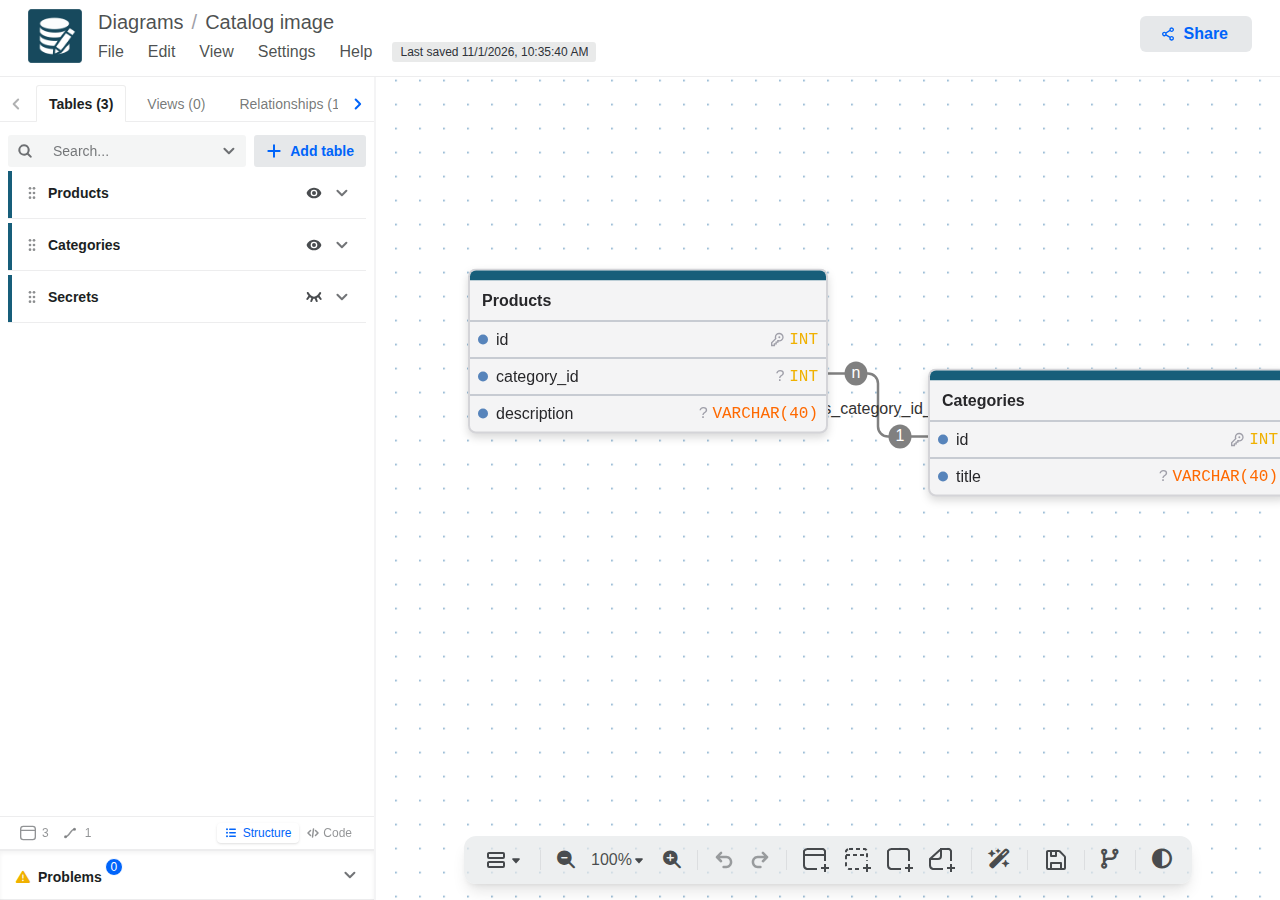 Diagrams / Catalog image
File Edit View Settings Help Last saved 11/1/2026, 10:35:40 AM
Share
Tables (3) Views (0) Relationships (1
Search... Add table
Products
Categories
Secrets
Products
id INT
category_id ? INT
description ? VARCHAR(40)
n
s_category_id_
1
Categories
id INT
title ? VARCHAR(40)
3 1 Structure Code
Problems 0
100%